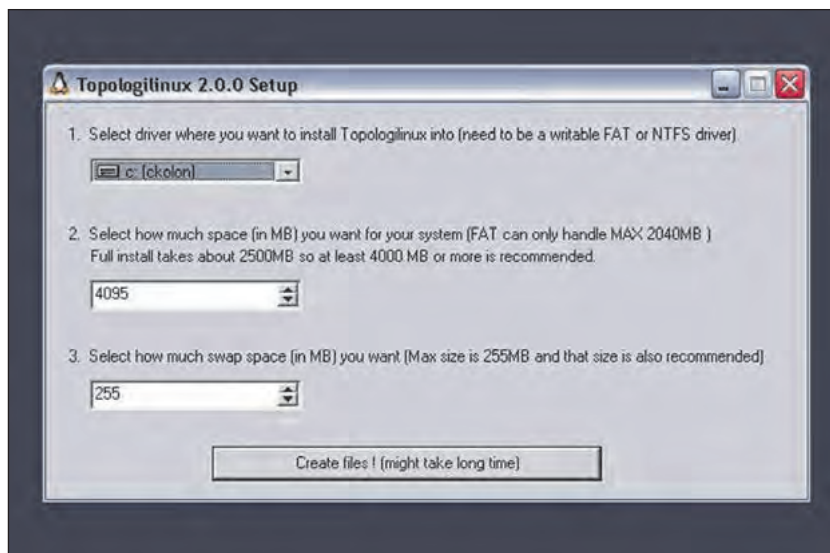 Topologilinux 2.0.0 Setup
1. Select driver where you want to install Topologilinux into (need to be a writable FAT or NTFS driver)
c: [ckolon]
2. Select how much space (in MB) you want for your system (FAT can only handle MAX 2040MB )
Full install takes about 2500MB so at least 4000 MB or more is recommended.
4095
3. Select how much swap space (in MB) you want (Max size is 255MB and that size is also recommended)
255
Create files ! (might take long time)